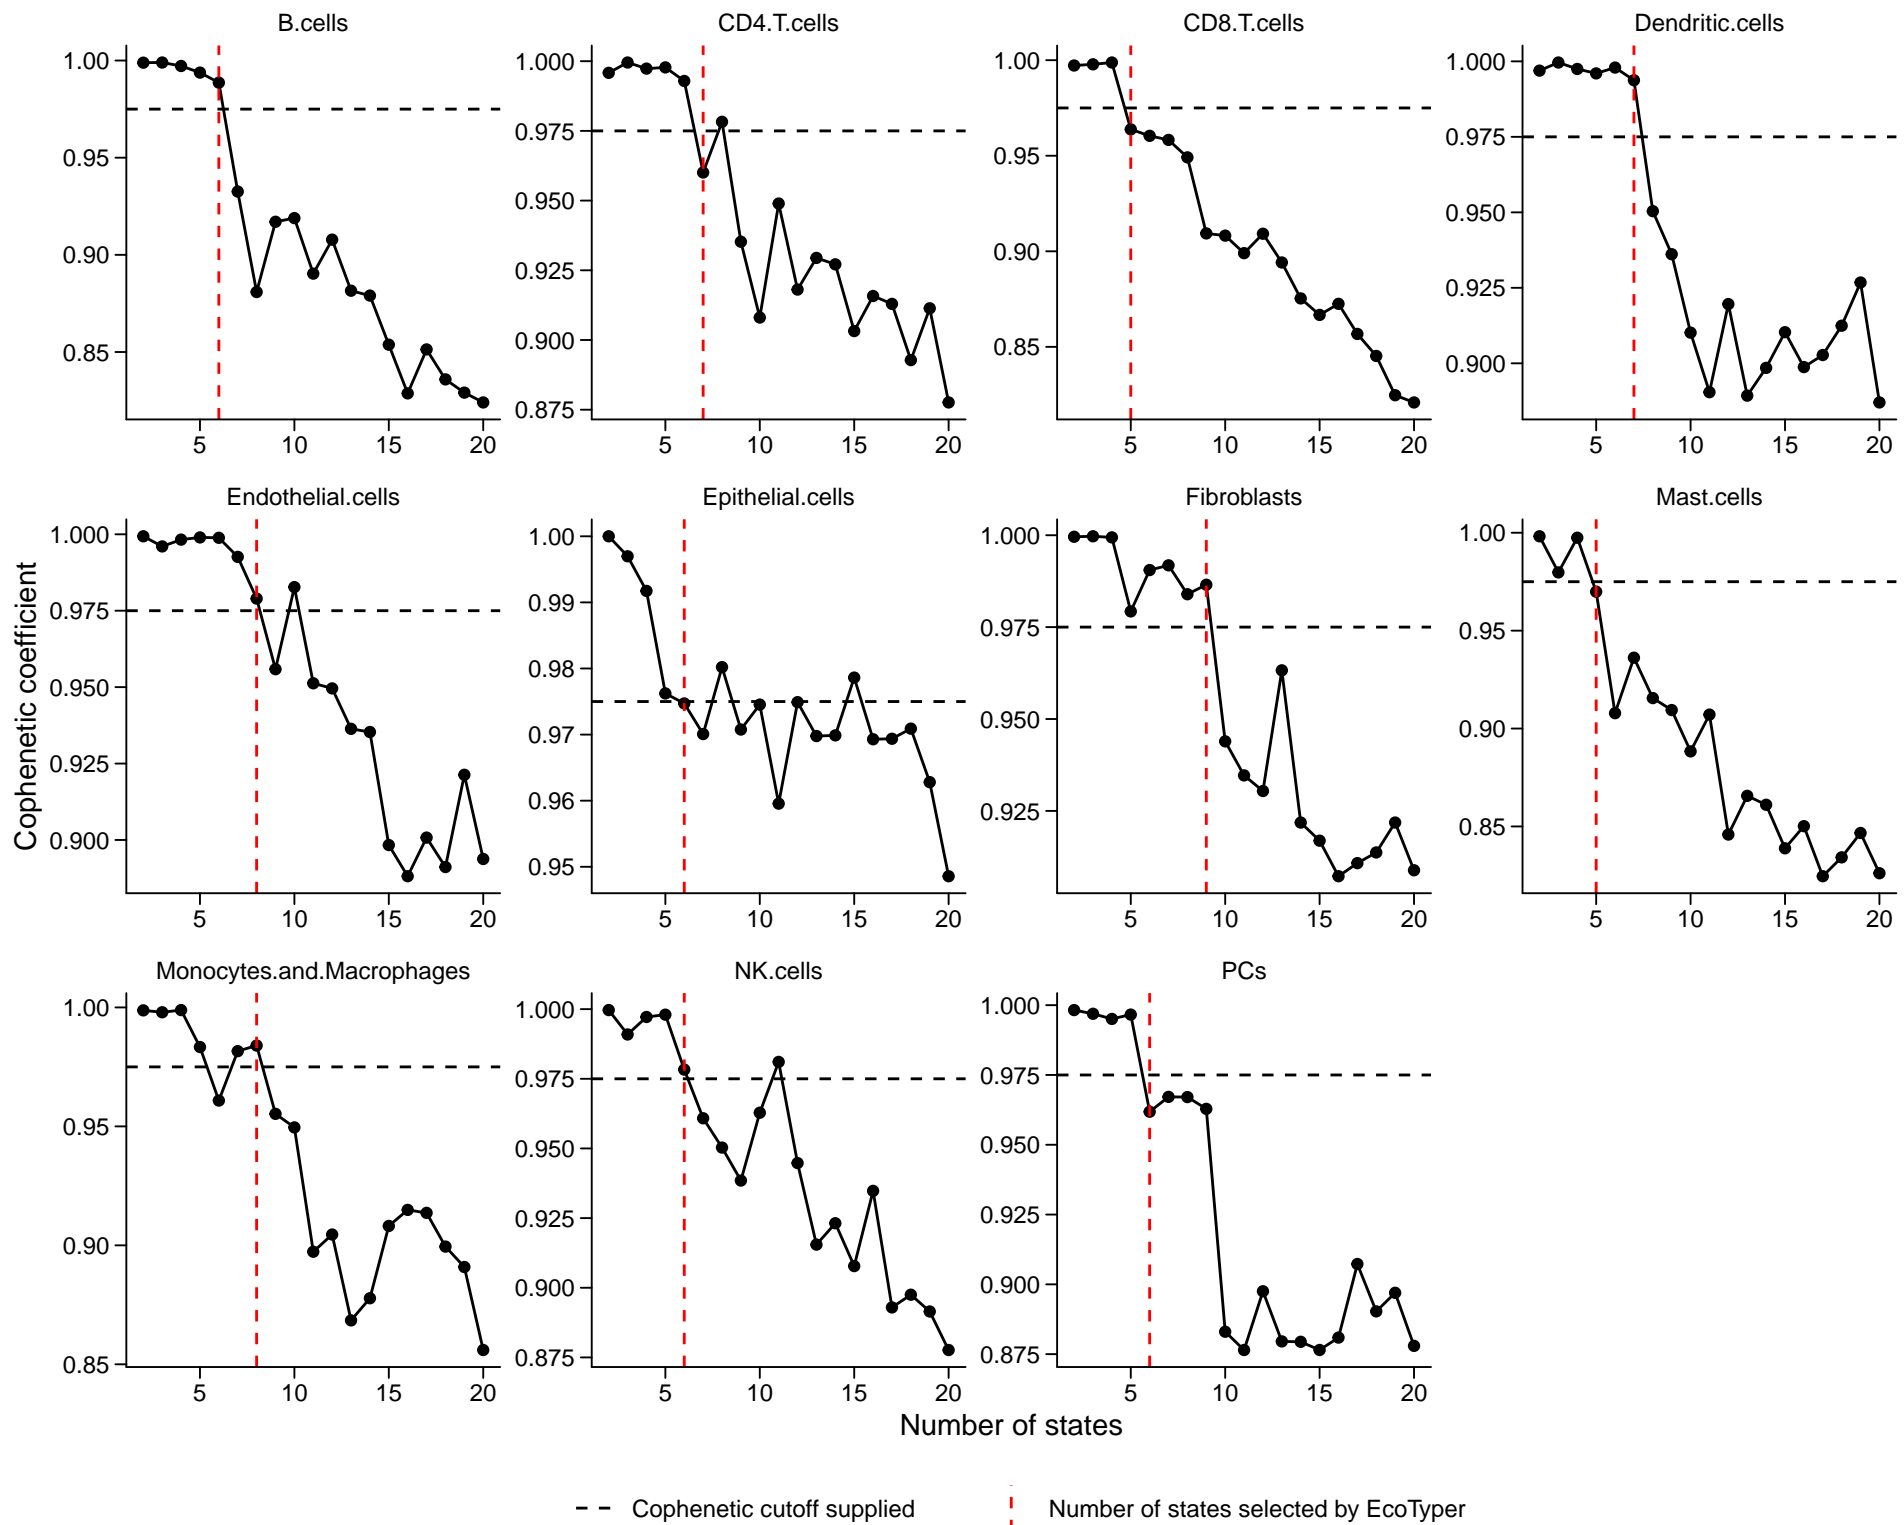 B.cells
CD4.T.cells
CD8.T.cells
Dendritic.cells
1.00
0.95
0.90
0.85
5 10 15 20
1.000
0.975
0.950
0.925
0.900
0.875
5 10 15 20
1.00
0.95
0.90
0.85
5 10 15 20
1.000
0.975
0.950
0.925
0.900
5 10 15 20
Cophenetic coefficient
Endothelial.cells
Epithelial.cells
Fibroblasts
Mast.cells
1.000
0.975
0.950
0.925
0.900
5 10 15 20
1.00
0.99
0.98
0.97
0.96
0.95
5 10 15 20
1.000
0.975
0.950
0.925
5 10 15 20
1.00
0.95
0.90
0.85
5 10 15 20
Monocytes.and.Macrophages
NK.cells
PCs
1.00
0.95
0.90
0.85
5 10 15 20
1.000
0.975
0.950
0.925
0.900
0.875
5 10 15 20
1.000
0.975
0.950
0.925
0.900
0.875
5 10 15 20
Number of states
Cophenetic cutoff supplied
Number of states selected by EcoTyper